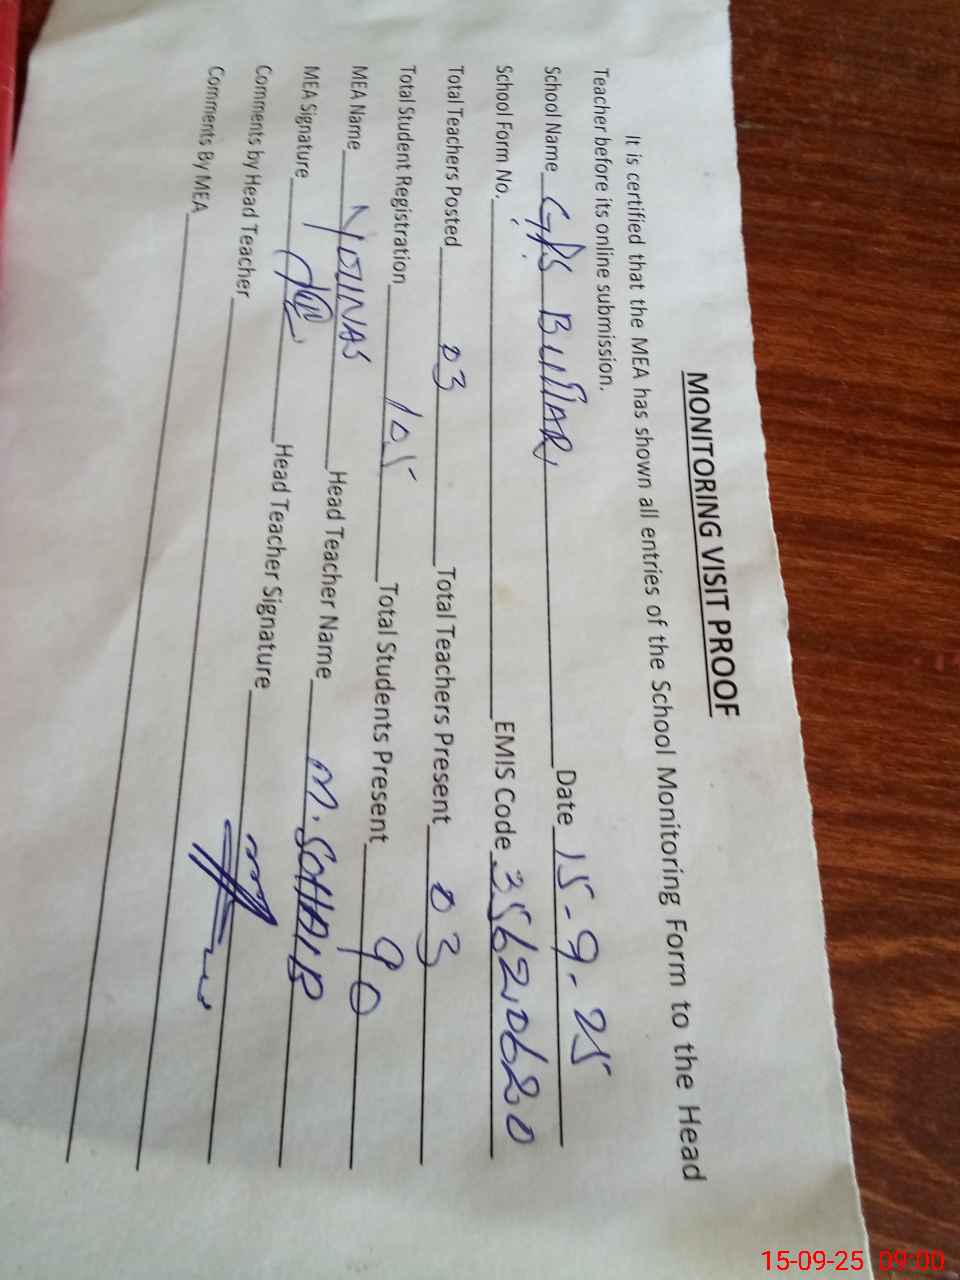 MONITORING VISIT PROOF
It is certified that the MEA has shown all entries of the School Monitoring Form to the Head
Teacher before its online submission.
School Name G.P.S BUTTAR Date 15-9-25
School Form No. EMIS Code 35620620
Total Teachers Posted 03 Total Teachers Present 03
Total Student Registration 105 Total Students Present 90
MEA Name YOUNAS Head Teacher Name M. SOHAIB
MEA Signature Head Teacher Signature
Comments by Head Teacher
Comments By MEA
15-09-25 09:00